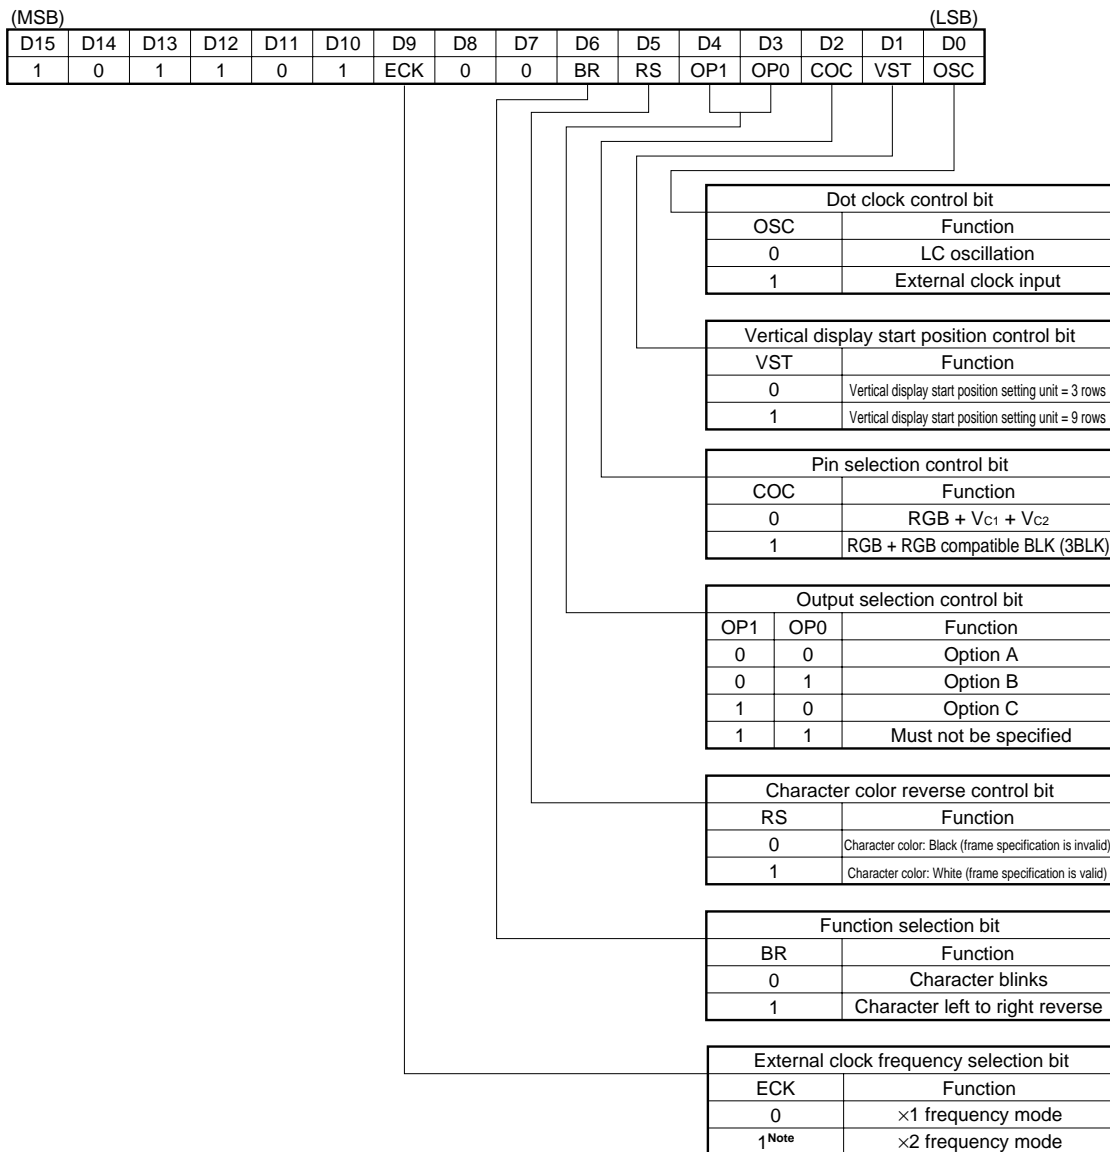 (MSB) (LSB)
D15 D14 D13 D12 D11 D10 D9 D8 D7 D6 D5 D4 D3 D2 D1 D0
1 0 1 1 0 1 ECK 0 0 BR RS OP1 OP0 COC VST OSC
Dot clock control bit
OSC Function
0 LC oscillation
1 External clock input
Vertical display start position control bit
VST Function
0 Vertical display start position setting unit = 3 rows
1 Vertical display start position setting unit = 9 rows
Pin selection control bit
COC Function
0 RGB + VC1 + VC2
1 RGB + RGB compatible BLK (3BLK)
Output selection control bit
OP1 OP0 Function
0 0 Option A
0 1 Option B
1 0 Option C
1 1 Must not be specified
Character color reverse control bit
RS Function
0 Character color: Black (frame specification is invalid)
1 Character color: White (frame specification is valid)
Function selection bit
BR Function
0 Character blinks
1 Character left to right reverse
External clock frequency selection bit
ECK Function
0 ×1 frequency mode
1Note ×2 frequency mode